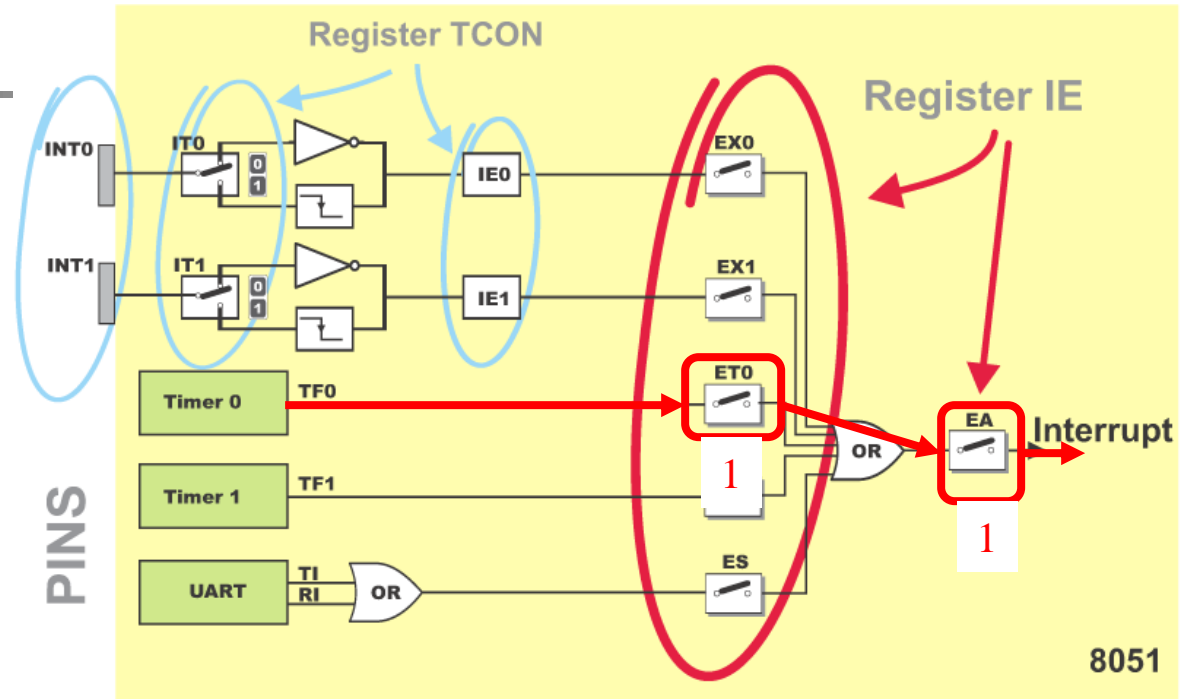 Register TCON
Register IE
INT0
IT0
0
1
IE0
EX0
INT1
IT1
0
1
IE1
EX1
Timer 0
TF0
ET0
1
OR
EA
Interrupt
1
Timer 1
TF1
PINS
UART
TI
RI
OR
ES
8051